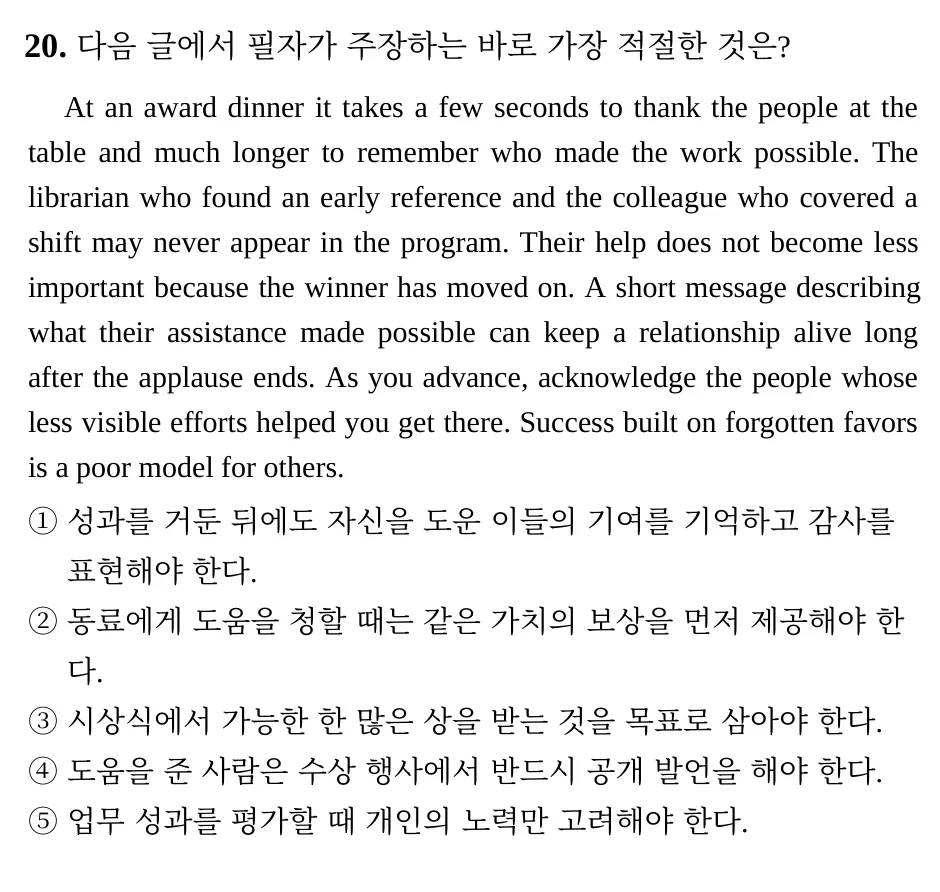 20. 다음 글에서 필자가 주장하는 바로 가장 적절한 것은?
At an award dinner it takes a few seconds to thank the people at the
table and much longer to remember who made the work possible. The
librarian who found an early reference and the colleague who covered a
shift may never appear in the program. Their help does not become less
important because the winner has moved on. A short message describing
what their assistance made possible can keep a relationship alive long
after the applause ends. As you advance, acknowledge the people whose
less visible efforts helped you get there. Success built on forgotten favors
is a poor model for others.
① 성과를 거둔 뒤에도 자신을 도운 이들의 기여를 기억하고 감사를
표현해야 한다.
② 동료에게 도움을 청할 때는 같은 가치의 보상을 먼저 제공해야 한
다.
③ 시상식에서 가능한 한 많은 상을 받는 것을 목표로 삼아야 한다.
④ 도움을 준 사람은 수상 행사에서 반드시 공개 발언을 해야 한다.
⑤ 업무 성과를 평가할 때 개인의 노력만 고려해야 한다.